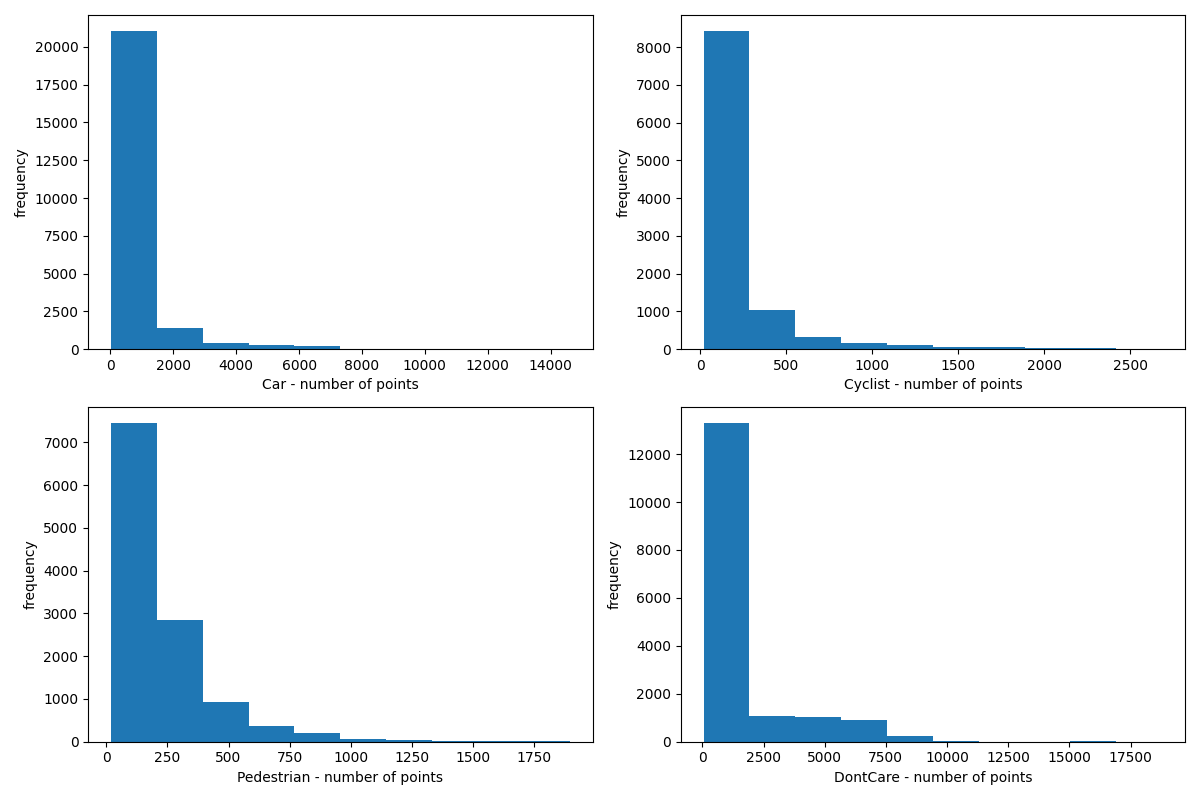 20000
17500
15000
12500
10000
7500
5000
2500
0
frequency
0 2000 4000 6000 8000 10000 12000 14000
Car - number of points
8000
7000
6000
5000
4000
3000
2000
1000
0
frequency
0 500 1000 1500 2000 2500
Cyclist - number of points
7000
6000
5000
4000
3000
2000
1000
0
frequency
0 250 500 750 1000 1250 1500 1750
Pedestrian - number of points
12000
10000
8000
6000
4000
2000
0
frequency
0 2500 5000 7500 10000 12500 15000 17500
DontCare - number of points